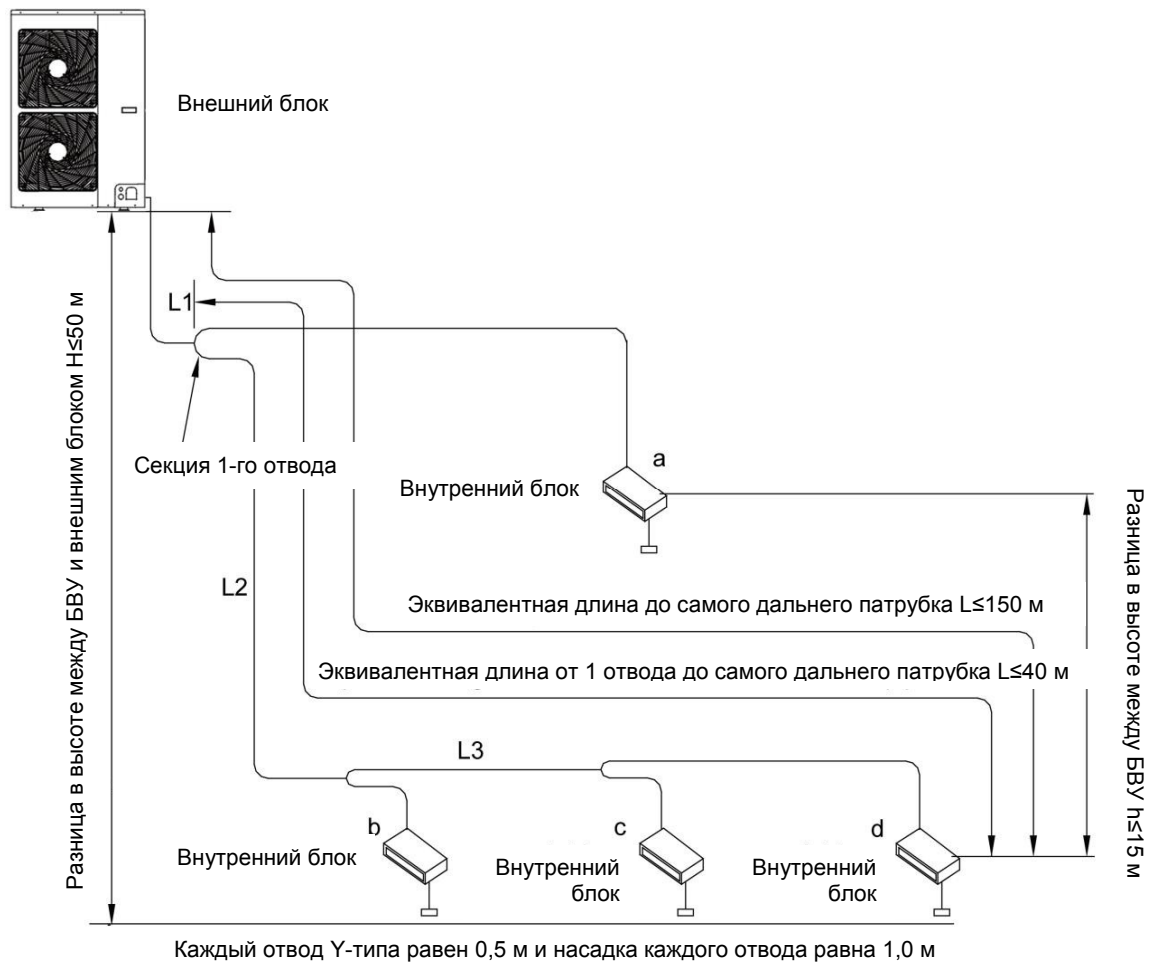 Внешний блок
Разница в высоте между БВУ и внешним блоком H≤50 м
L1
Секция 1-го отвода
a
Внутренний блок
L2
Эквивалентная длина до самого дальнего патрубка L≤150 м
Эквивалентная длина от 1 отвода до самого дальнего патрубка L≤40 м
Разница в высоте между БВУ h≤15 м
L3
b
Внутренний блок
c
Внутренний
блок
d
Внутренний
блок
Каждый отвод Y-типа равен 0,5 м и насадка каждого отвода равна 1,0 м